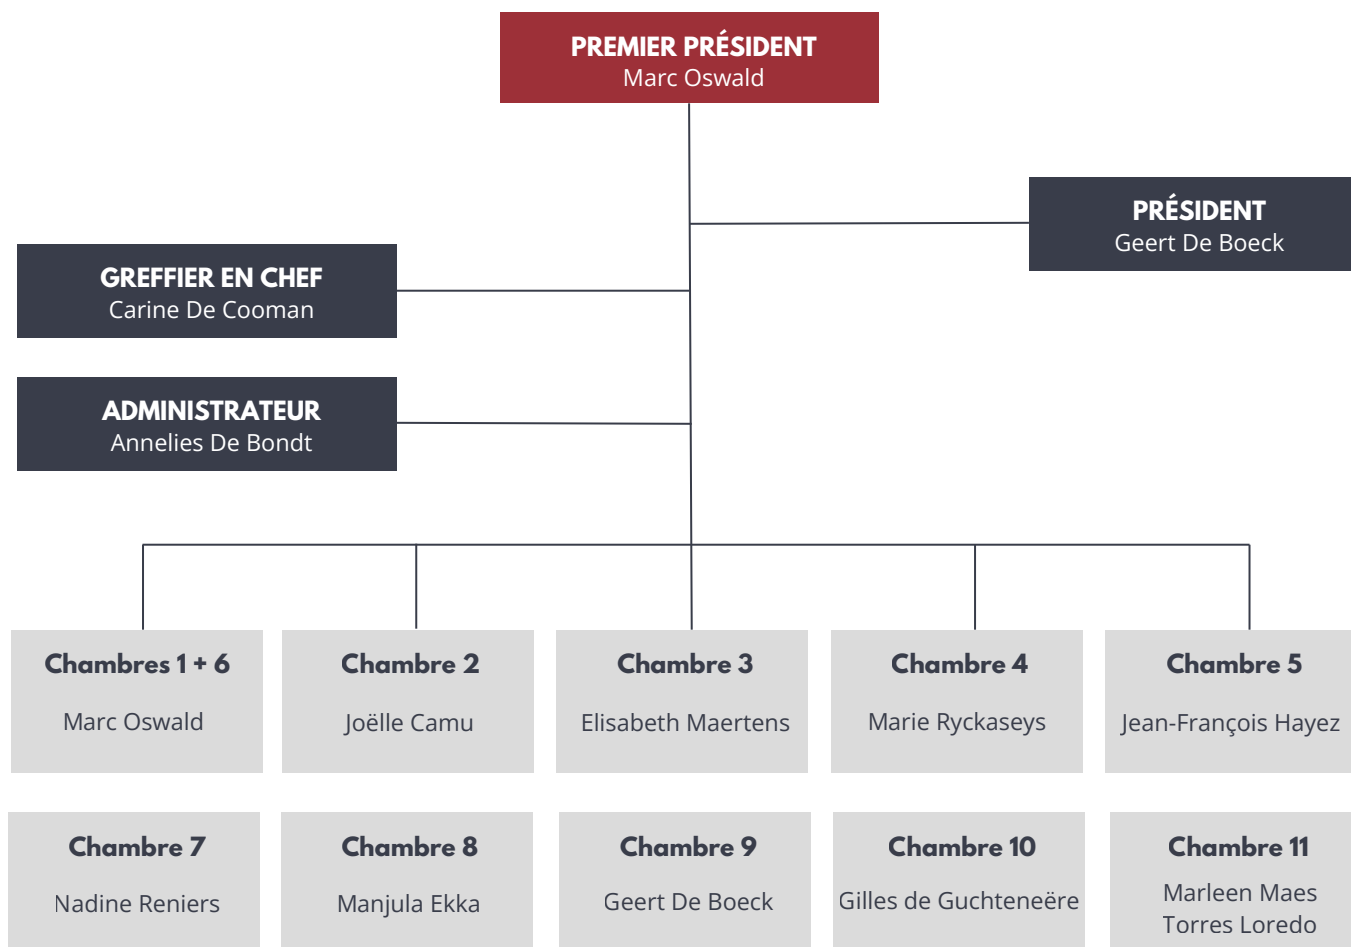 PREMIER PRÉSIDENT
Marc Oswald
PRÉSIDENT
Geert De Boeck
GREFFIER EN CHEF
Carine De Cooman
ADMINISTRATEUR
Annelies De Bondt
Chambres 1 + 6
Marc Oswald
Chambre 2
Joëlle Camu
Chambre 3
Elisabeth Maertens
Chambre 4
Marie Ryckaseys
Chambre 5
Jean-François Hayez
Chambre 7
Nadine Reniers
Chambre 8
Manjula Ekka
Chambre 9
Geert De Boeck
Chambre 10
Gilles de Guchteneëre
Chambre 11
Marleen Maes
Torres Loredo